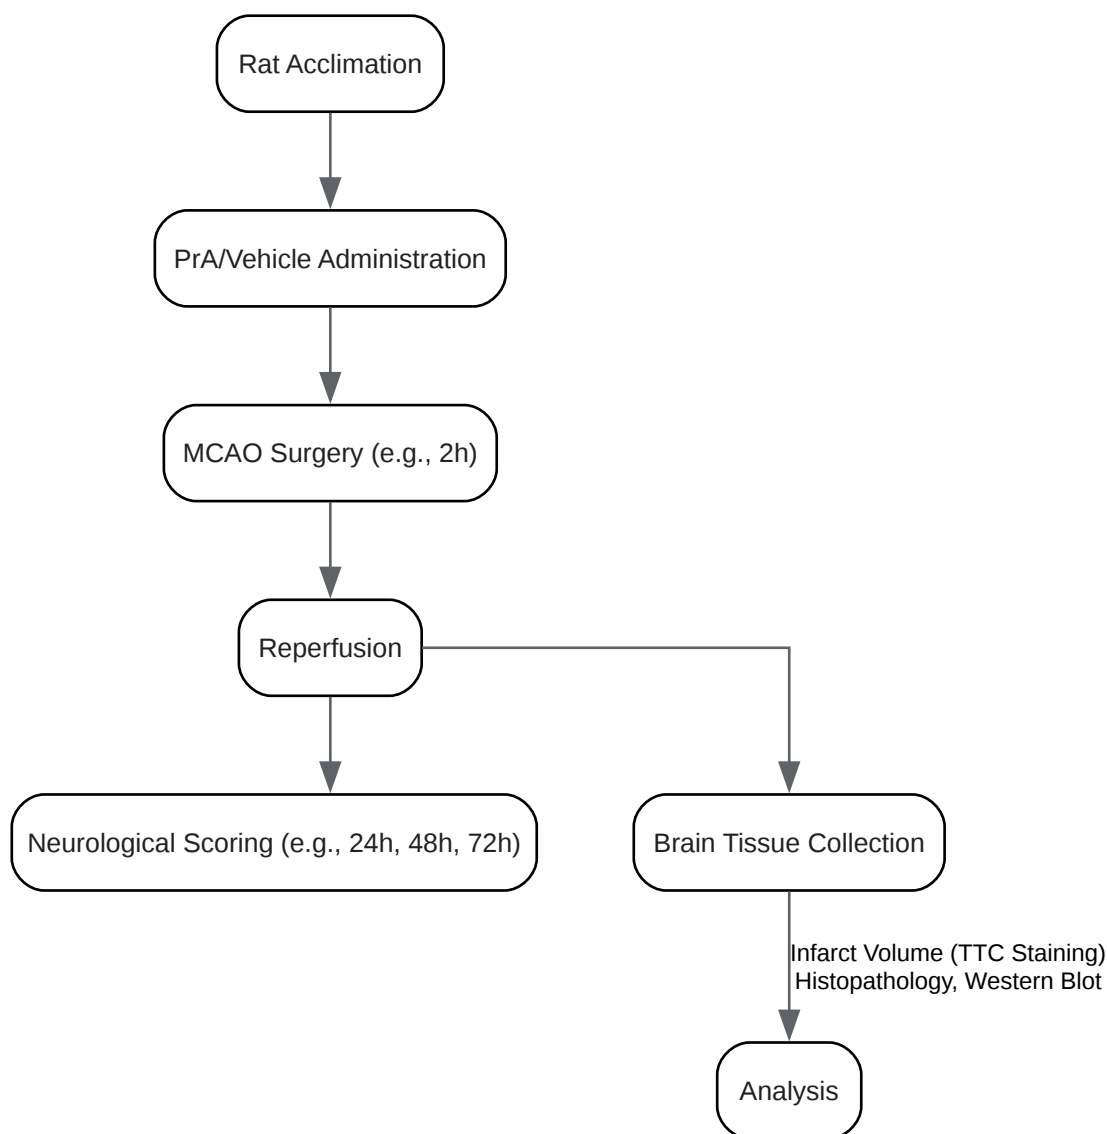 Rat Acclimation
PrA/Vehicle Administration
MCAO Surgery (e.g., 2h)
Reperfusion
Neurological Scoring (e.g., 24h, 48h, 72h)
Brain Tissue Collection
Infarct Volume (TTC Staining)
Histopathology, Western Blot
Analysis